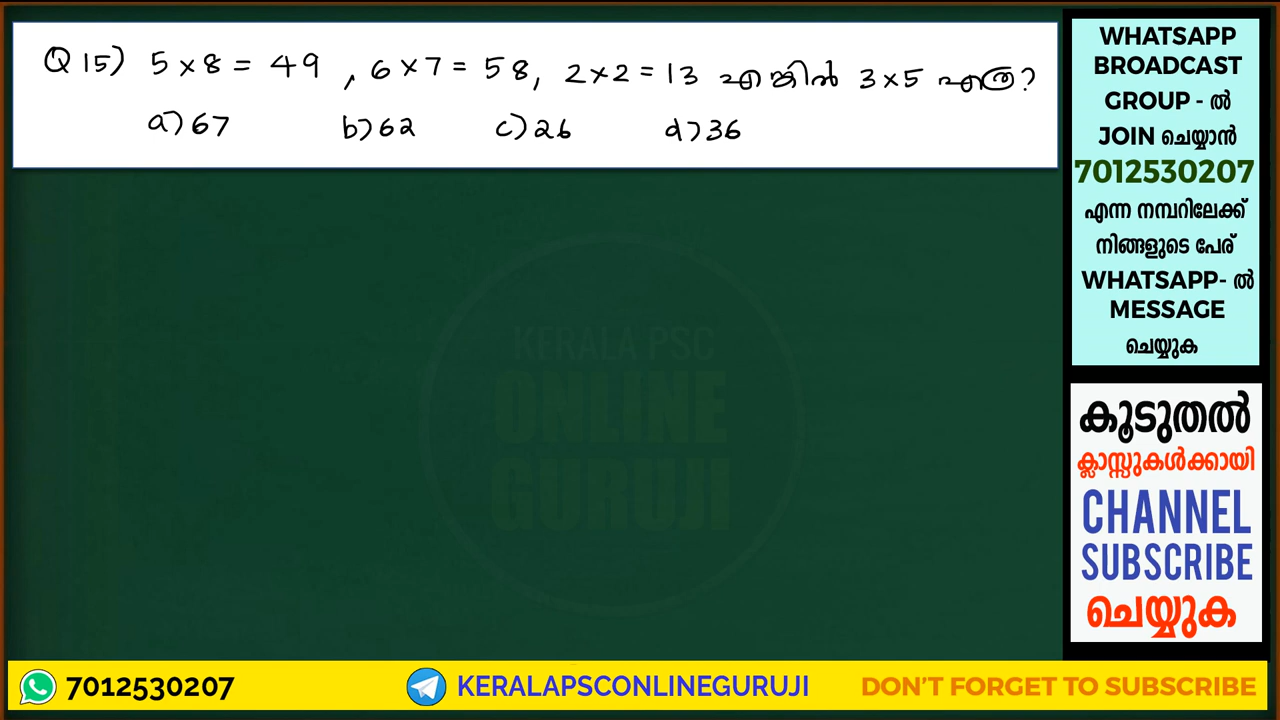 Q 15) 5 × 8 = 49 , 6 × 7 = 58, 2 × 2 = 13 എങ്കിൽ 3 × 5 എത്ര?
a) 67 b) 62 c) 26 d) 36
KERALA PSC
ONLINE
GURUJI
WHATSAPP
BROADCAST
GROUP - ൽ
JOIN ചെയ്യാൻ
7012530207
എന്ന നമ്പറിലേക്ക്
നിങ്ങളുടെ പേര്
WHATSAPP- ൽ
MESSAGE
ചെയ്യുക
കൂടുതൽ
ക്ലാസ്സുകൾക്കായി
CHANNEL
SUBSCRIBE
ചെയ്യുക
7012530207 KERALAPSCONLINEGURUJI DON'T FORGET TO SUBSCRIBE